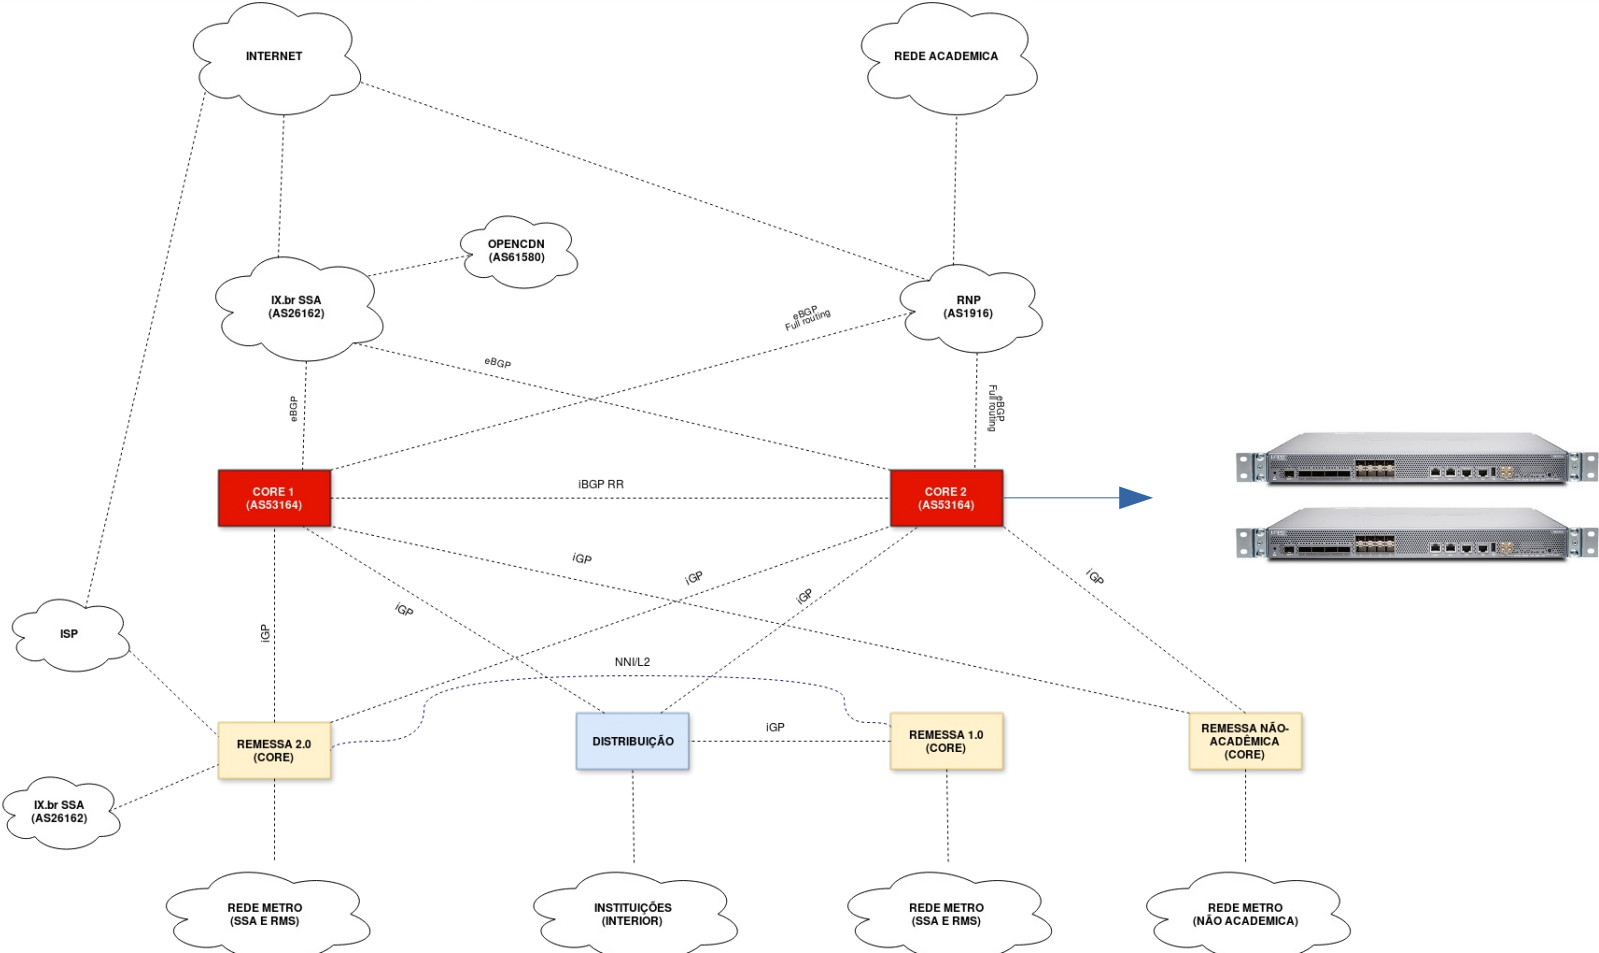 INTERNET
REDE ACADEMICA
OPENCDN
(AS61580)
IX.br SSA
(AS26162)
RNP
(AS1916)
eBGP
Full routing
eBGP
eBGP
eBGP
Full routing
CORE 1
(AS53164)
iBGP RR
CORE 2
(AS53164)
iGP
iGP
iGP
iGP
iGP
iGP
ISP
NNI/L2
REMESSA 2.0
(CORE)
DISTRIBUIÇÃO
iGP
REMESSA 1.0
(CORE)
REMESSA NÃO-
ACADÊMICA
(CORE)
IX.br SSA
(AS26162)
REDE METRO
(SSA E RMS)
INSTITUIÇÕES
(INTERIOR)
REDE METRO
(SSA E RMS)
REDE METRO
(NÃO ACADEMICA)